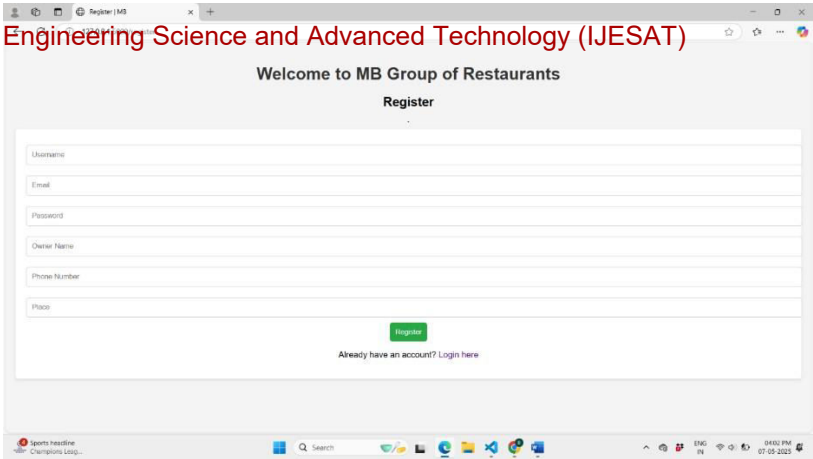 Register | MB
Engineering Science and Advanced Technology (IJESAT)
Welcome to MB Group of Restaurants
Register
Username
Email
Password
Owner Name
Phone Number
Place
Register
Already have an account? Login here
Sports headline
Champions Leag...
Search
ENG
IN
04:02 PM
07-05-2025